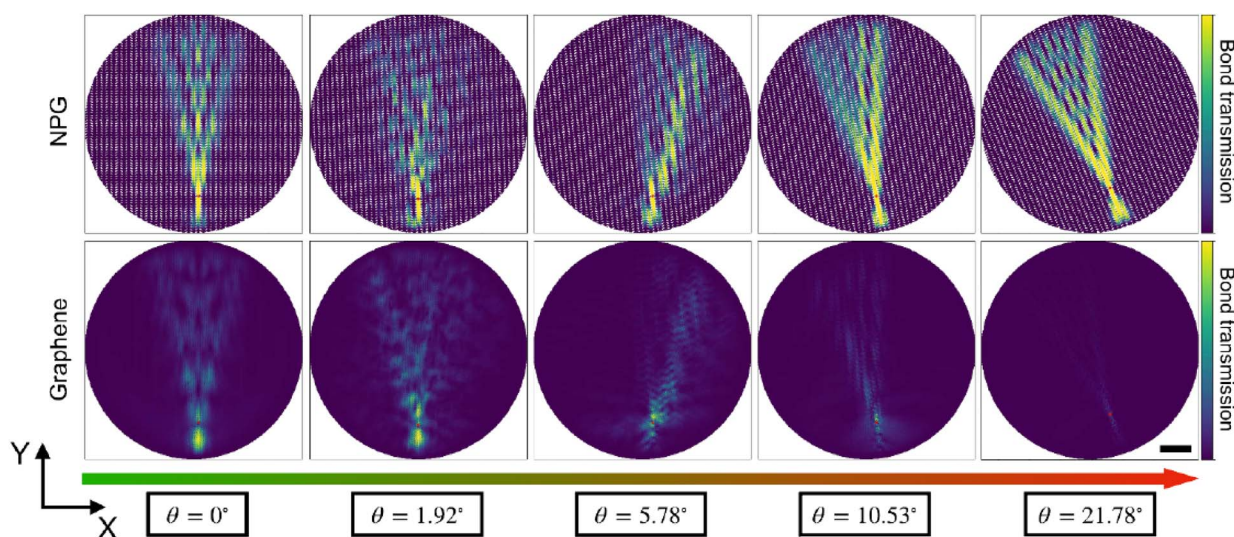 NPG
Bond transmission
Graphene
Bond transmission
Y
X
θ = 0°
θ = 1.92°
θ = 5.78°
θ = 10.53°
θ = 21.78°